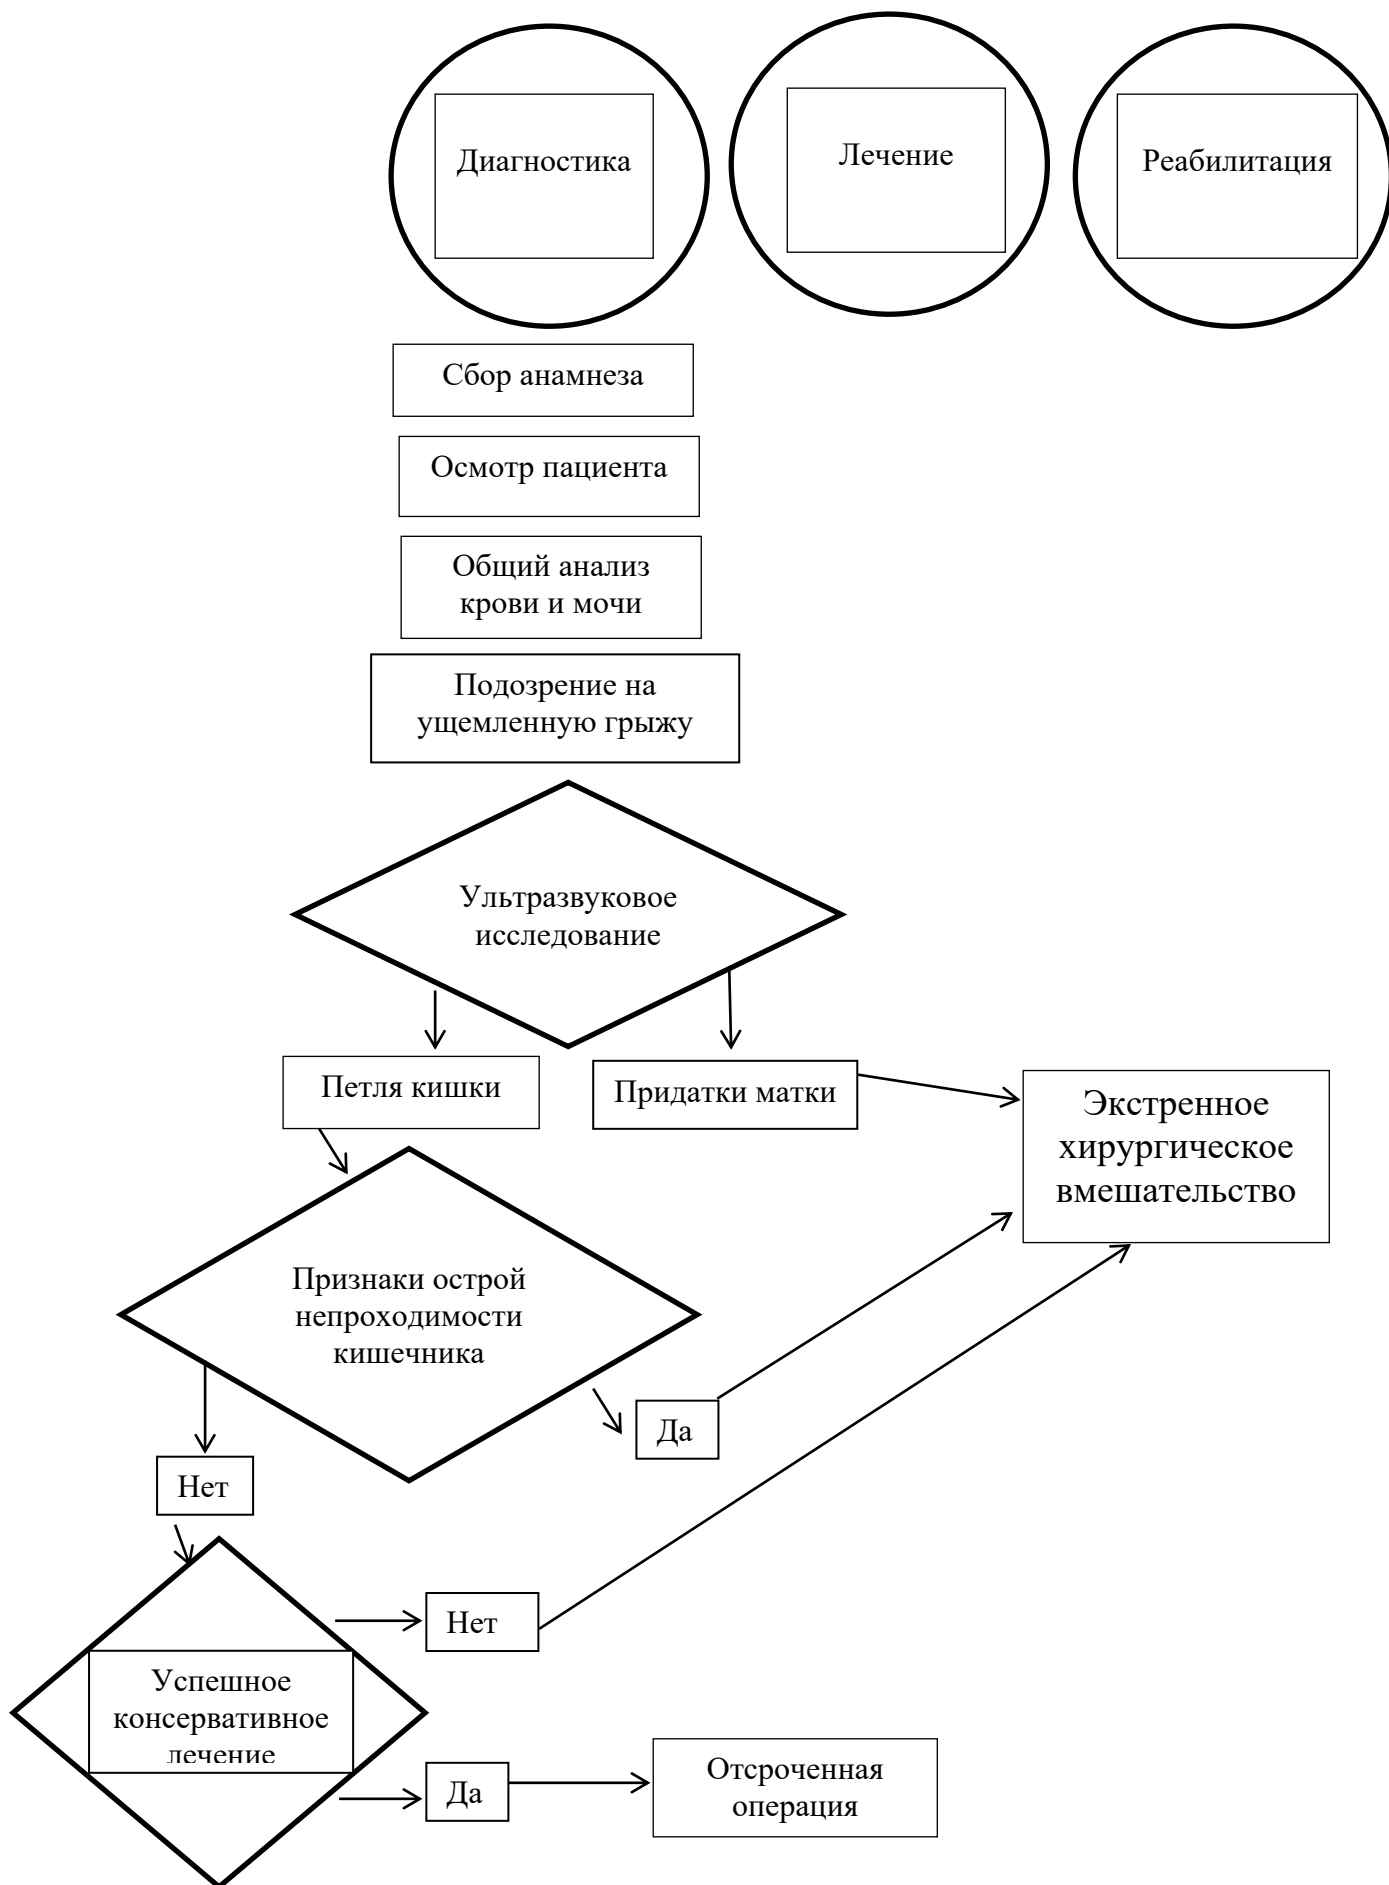 Диагностика
Лечение
Реабилитация
Сбор анамнеза
Осмотр пациента
Общий анализ
крови и мочи
Подозрение на
ущемленную грыжу
Ультразвуковое
исследование
Петля кишки
Придатки матки
Экстренное
хирургическое
вмешательство
Признаки острой
непроходимости
кишечника
Да
Нет
Нет
Успешное
консервативное
лечение
Да
Отсроченная
операция